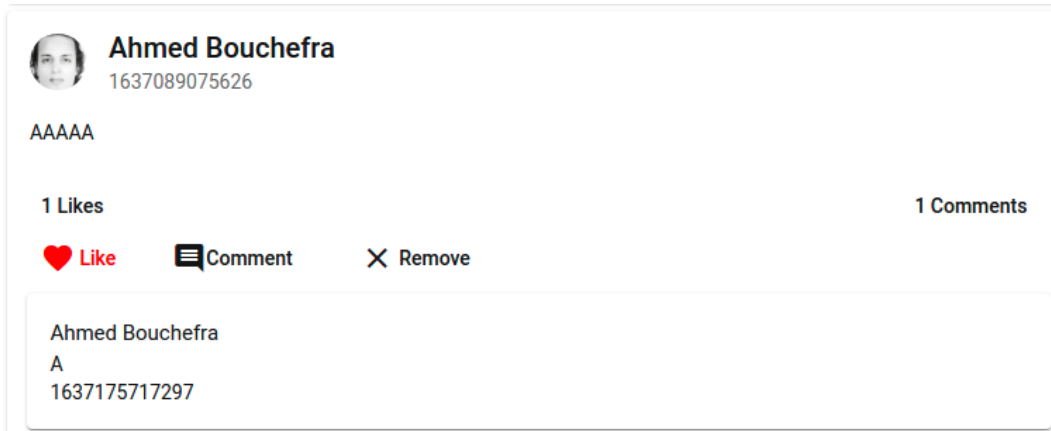 Ahmed Bouchefra
1637089075626
AAAAA
1 Likes
1 Comments
Like
Comment
Remove
Ahmed Bouchefra
A
1637175717297